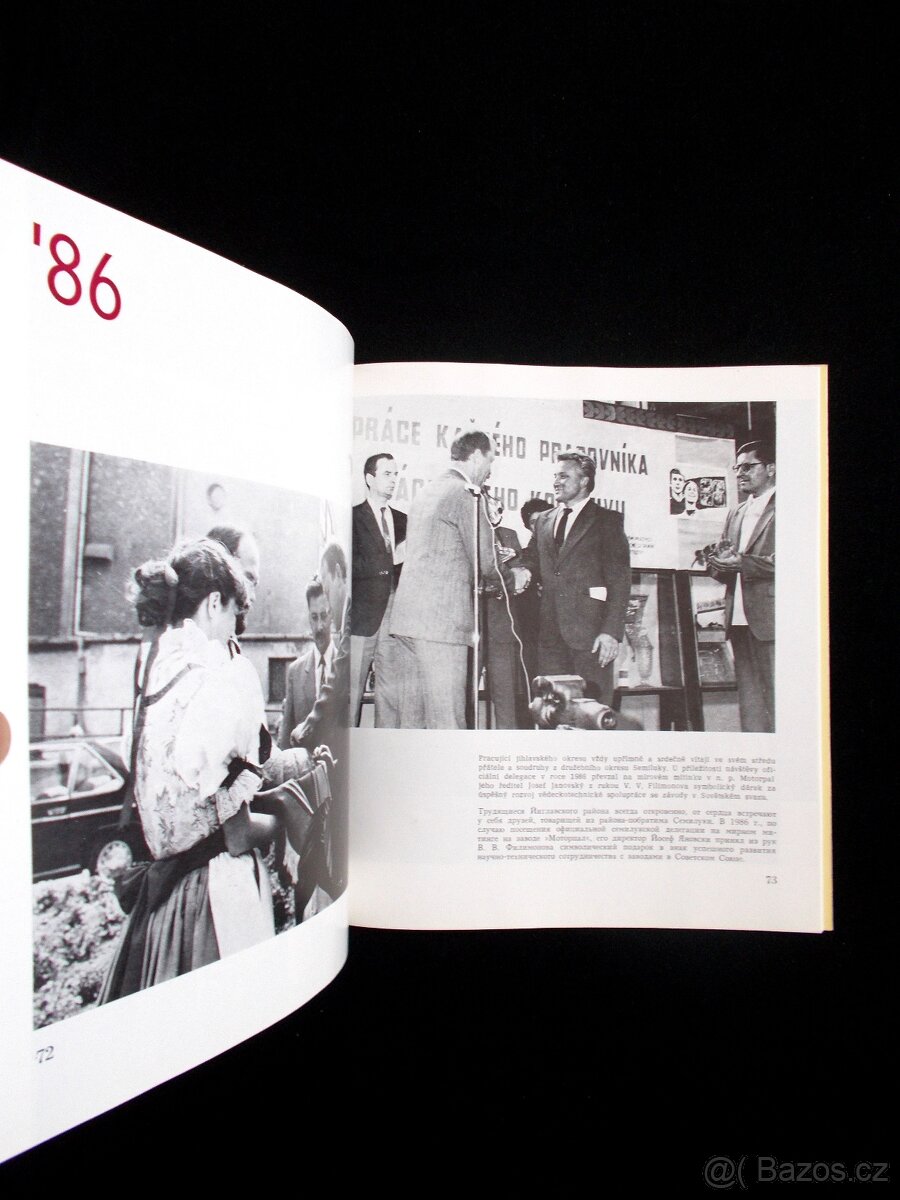 '86
72
PRÁCE KAŽDÉHO PRACOVNÍKA
Pracující jihlavského okresu vždy upřímně a srdečně vítají ve svém středu
přátele a soudruhy z družebního okresu Semiluky. U příležitosti návštěvy ofi-
ciální delegace v roce 1986 převzal na mírovém mítinku v n. p. Motorpal
jeho ředitel Josef Janovský z rukou V. V. Filimonova symbolický dárek za
úspěšný rozvoj vědeckotechnické spolupráce se závody v Sovětském svazu.
Трудящиеся Йиглавского района всегда откровенно, от сердца встречают
у себя друзей, товарищей из района-побратима Семилуки. В 1986 г., по
случаю посещения официальной семилукской делегации на мирном ми-
тинге на заводе »Моторпал«, его директор Йозеф Яновски принял из рук
В. В. Филимонова символический подарок в знак успешного развития
научно-технического сотрудничества с заводами в Советском Союзе.
73
@( Bazos.cz